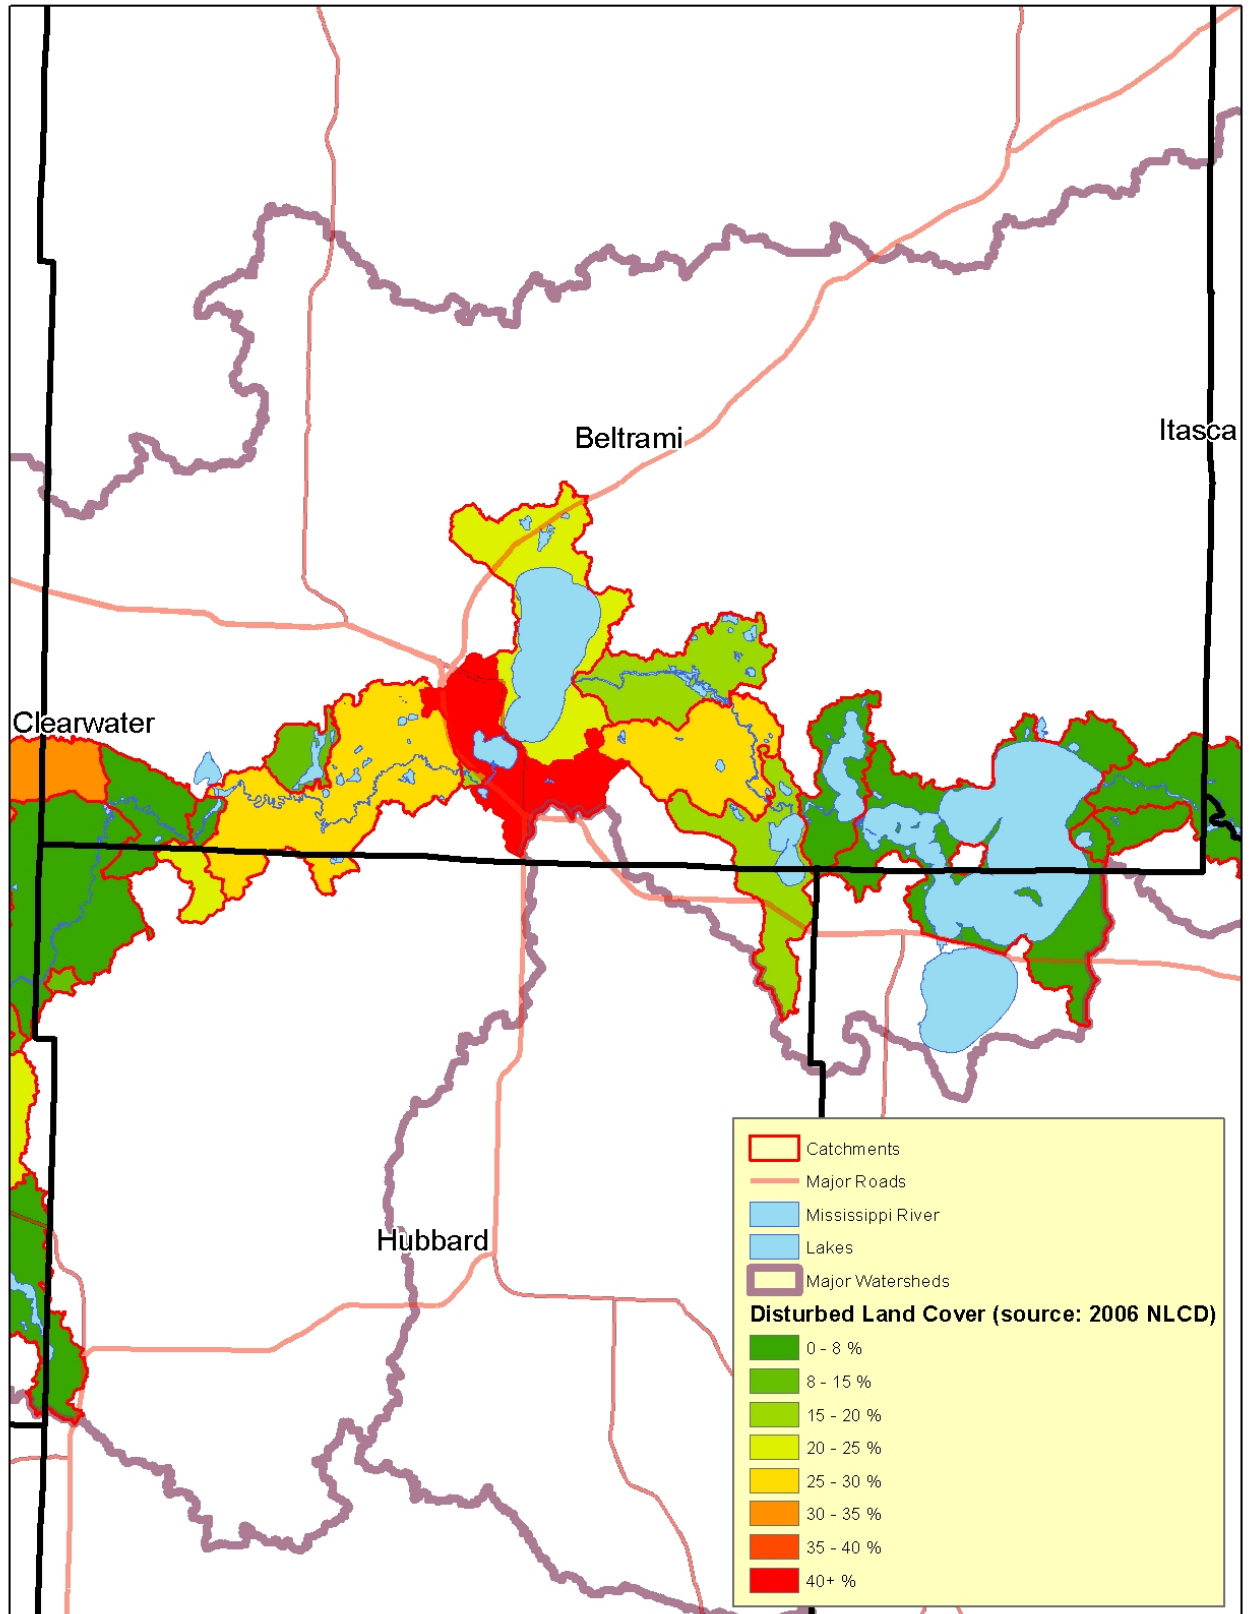 Beltrami
Itasca
Clearwater
Hubbard
Catchments
Major Roads
Mississippi River
Lakes
Major Watersheds
Disturbed Land Cover (source: 2006 NLCD)
0 - 8 %
8 - 15 %
15 - 20 %
20 - 25 %
25 - 30 %
30 - 35 %
35 - 40 %
40+ %